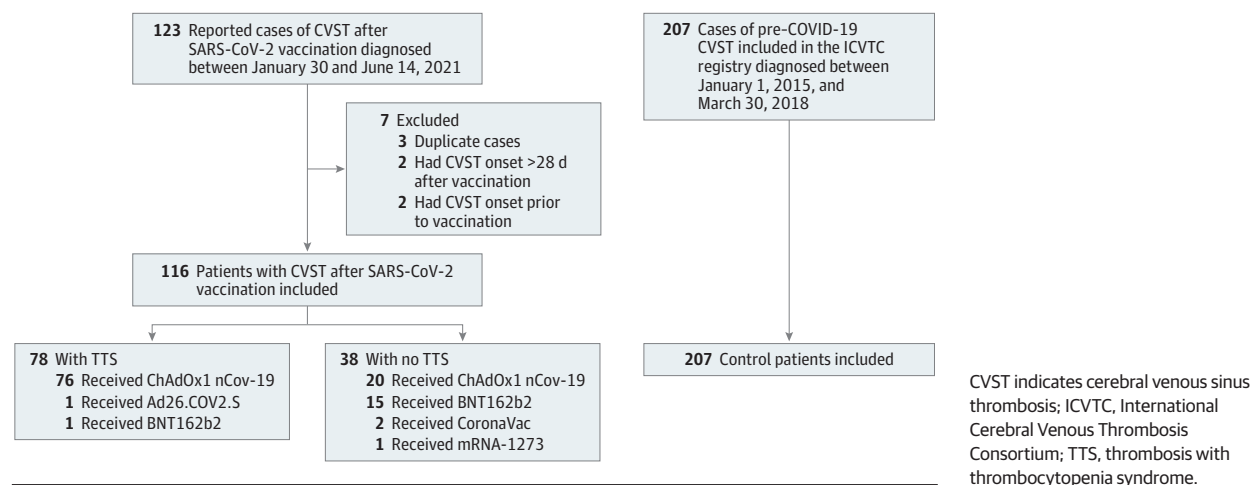 123 Reported cases of CVST after
SARS-CoV-2 vaccination diagnosed
between January 30 and June 14, 2021
207 Cases of pre-COVID-19
CVST included in the ICVTC
registry diagnosed between
January 1, 2015, and
March 30, 2018
7 Excluded
3 Duplicate cases
2 Had CVST onset >28 d
after vaccination
2 Had CVST onset prior
to vaccination
116 Patients with CVST after SARS-CoV-2
vaccination included
78 With TTS
76 Received ChAdOx1 nCov-19
1 Received Ad26.COV2.S
1 Received BNT162b2
38 With no TTS
20 Received ChAdOx1 nCov-19
15 Received BNT162b2
2 Received CoronaVac
1 Received mRNA-1273
207 Control patients included
CVST indicates cerebral venous sinus
thrombosis; ICVTC, International
Cerebral Venous Thrombosis
Consortium; TTS, thrombosis with
thrombocytopenia syndrome.